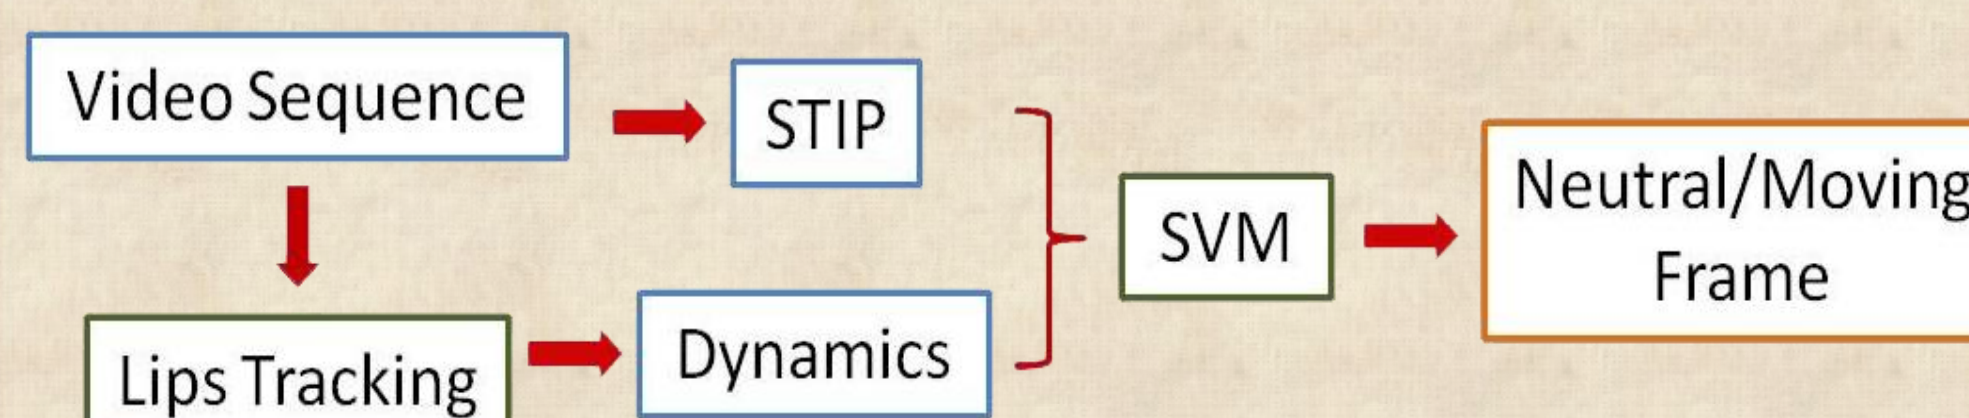 Video Sequence
STIP
SVM
Neutral/Moving
Frame
Lips Tracking
Dynamics